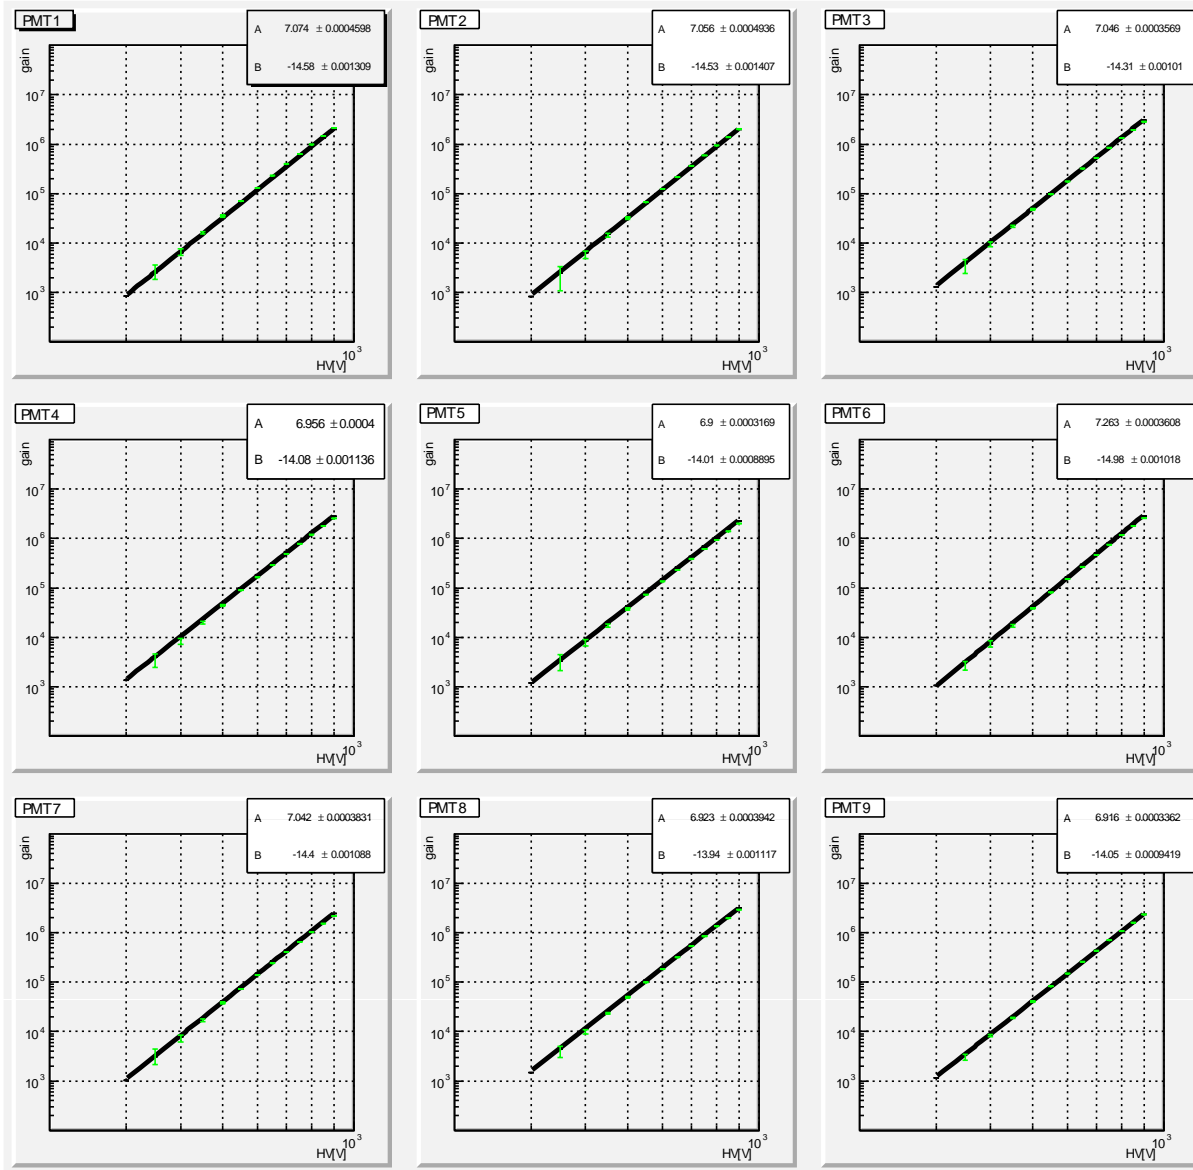 PMT1
A 7.074 ± 0.0004598
B -14.58 ± 0.001309
gain
10^7
10^6
10^5
10^4
10^3
10^3
HV[V]
PMT2
A 7.056 ± 0.0004936
B -14.53 ± 0.001407
gain
10^7
10^6
10^5
10^4
10^3
10^3
HV[V]
PMT3
A 7.046 ± 0.0003569
B -14.31 ± 0.00101
gain
10^7
10^6
10^5
10^4
10^3
10^3
HV[V]
PMT4
A 6.956 ± 0.0004
B -14.08 ± 0.001136
gain
10^7
10^6
10^5
10^4
10^3
10^3
HV[V]
PMT5
A 6.9 ± 0.0003169
B -14.01 ± 0.0008895
gain
10^7
10^6
10^5
10^4
10^3
10^3
HV[V]
PMT6
A 7.263 ± 0.0003608
B -14.98 ± 0.001018
gain
10^7
10^6
10^5
10^4
10^3
10^3
HV[V]
PMT7
A 7.042 ± 0.0003831
B -14.4 ± 0.001088
gain
10^7
10^6
10^5
10^4
10^3
10^3
HV[V]
PMT8
A 6.923 ± 0.0003942
B -13.94 ± 0.001117
gain
10^7
10^6
10^5
10^4
10^3
10^3
HV[V]
PMT9
A 6.916 ± 0.0003362
B -14.05 ± 0.0009419
gain
10^7
10^6
10^5
10^4
10^3
10^3
HV[V]